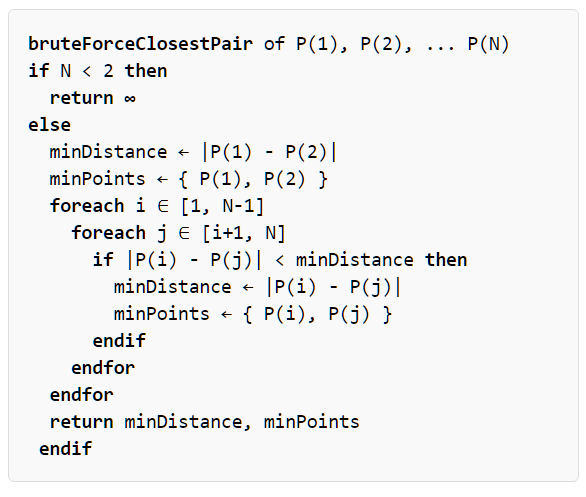 bruteForceClosestPair of P(1), P(2), ... P(N)
if N < 2 then
  return ∞
else
  minDistance ← |P(1) - P(2)|
  minPoints ← { P(1), P(2) }
  foreach i ∈ [1, N-1]
    foreach j ∈ [i+1, N]
      if |P(i) - P(j)| < minDistance then
        minDistance ← |P(i) - P(j)|
        minPoints ← { P(i), P(j) }
      endif
    endfor
  endfor
  return minDistance, minPoints
 endif